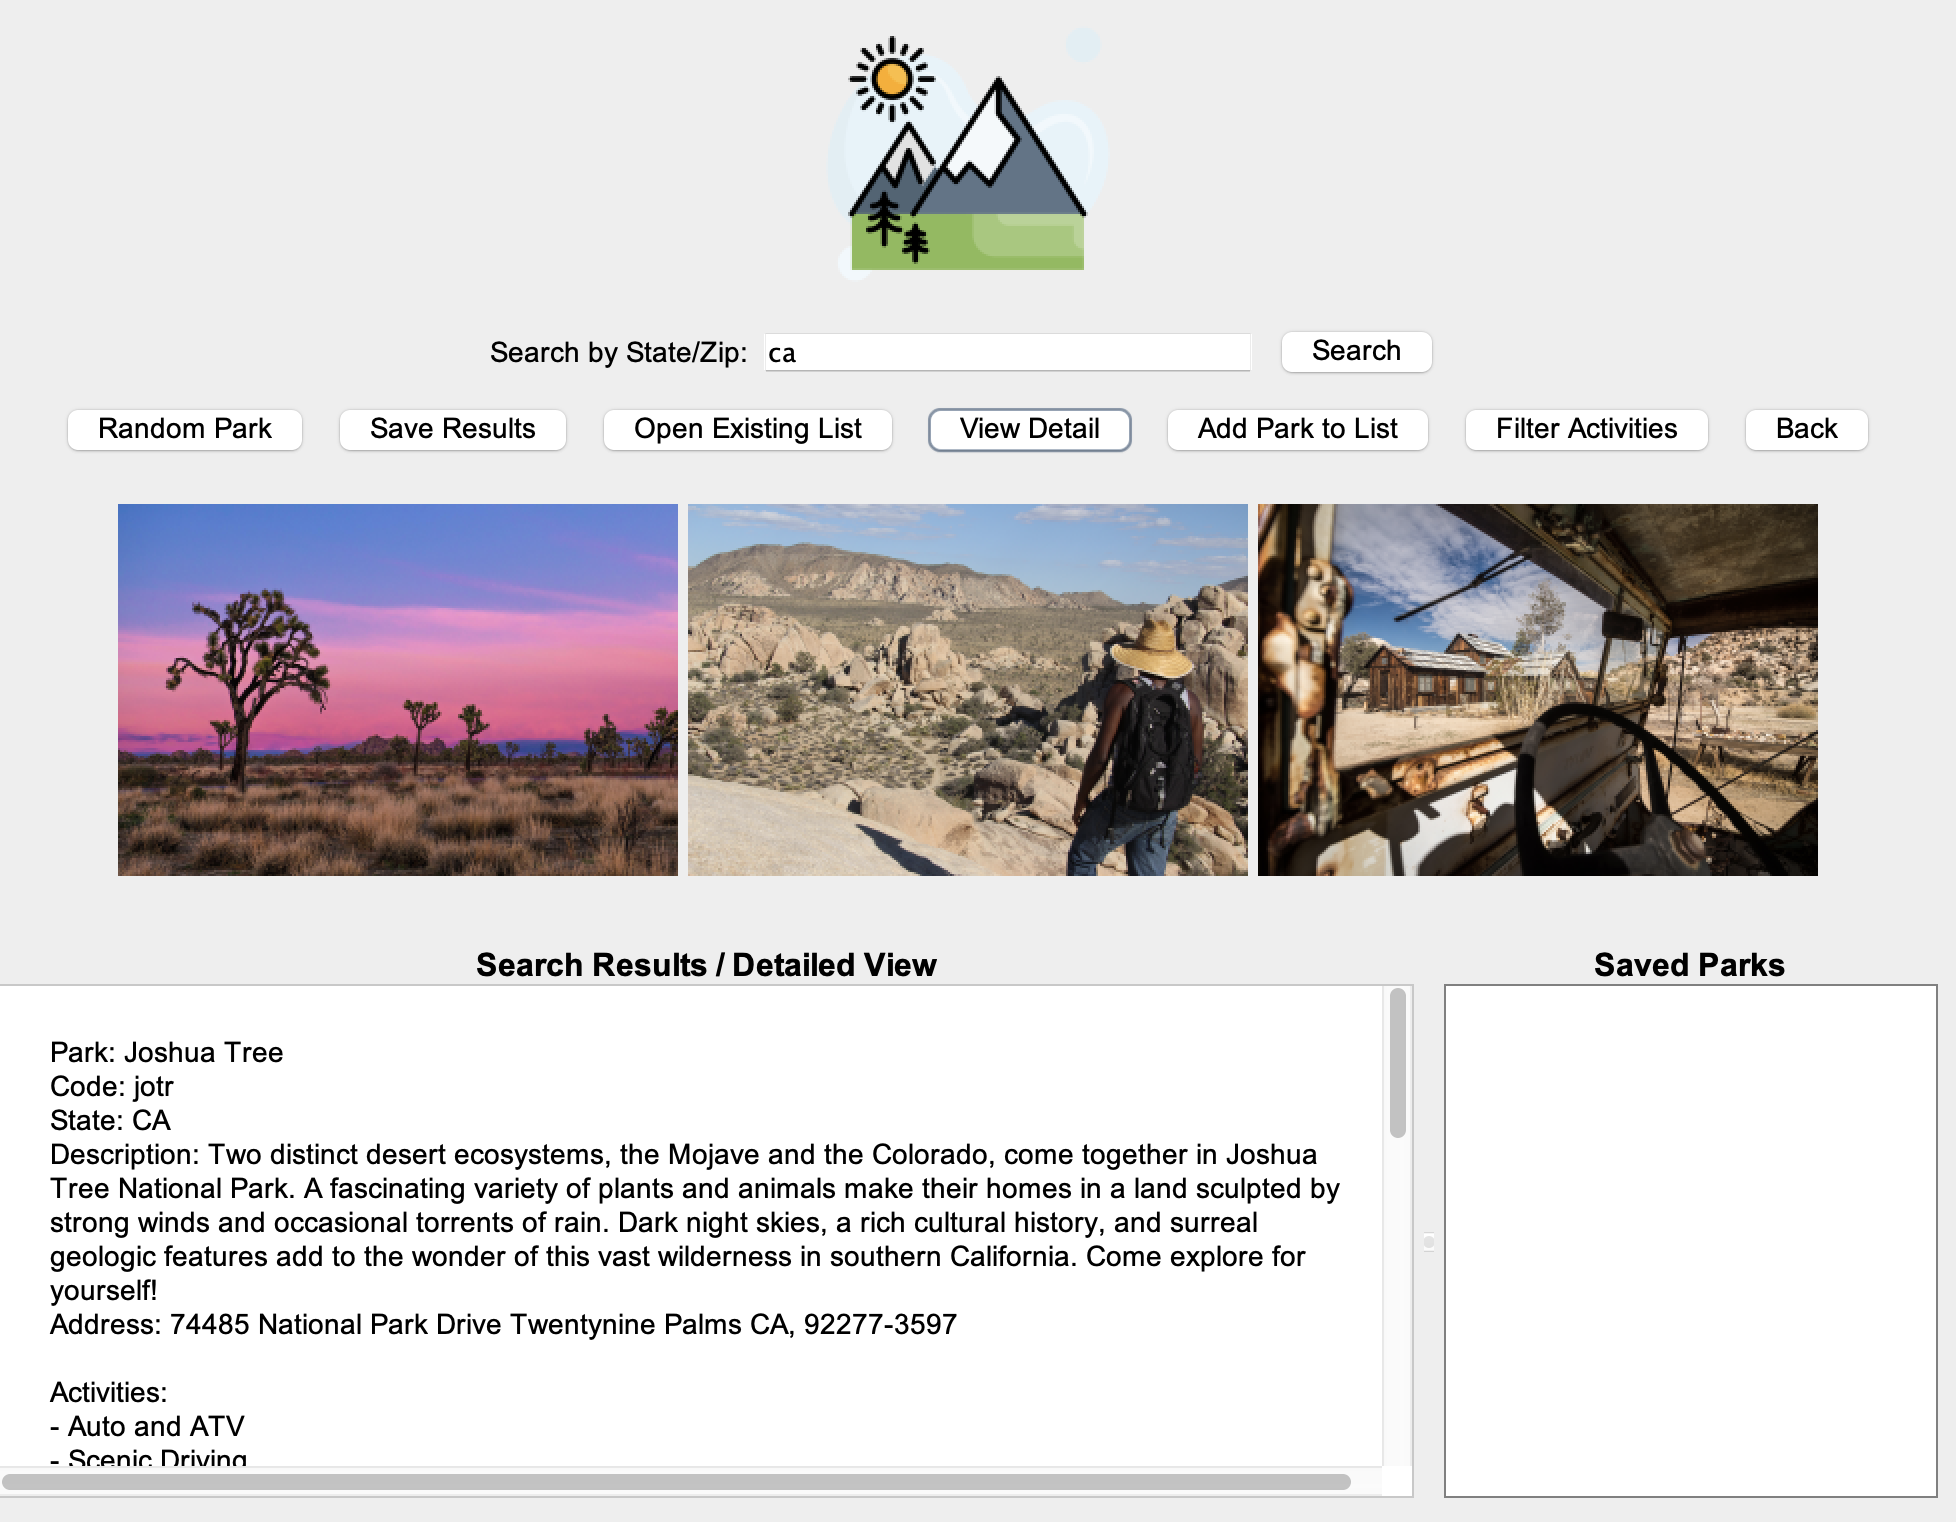 Search by State/Zip: ca Search
Random Park Save Results Open Existing List View Detail Add Park to List Filter Activities Back
Search Results / Detailed View Saved Parks
Park: Joshua Tree
Code: jotr
State: CA
Description: Two distinct desert ecosystems, the Mojave and the Colorado, come together in Joshua
Tree National Park. A fascinating variety of plants and animals make their homes in a land sculpted by
strong winds and occasional torrents of rain. Dark night skies, a rich cultural history, and surreal
geologic features add to the wonder of this vast wilderness in southern California. Come explore for
yourself!
Address: 74485 National Park Drive Twentynine Palms CA, 92277-3597
Activities:
- Auto and ATV
- Scenic Driving